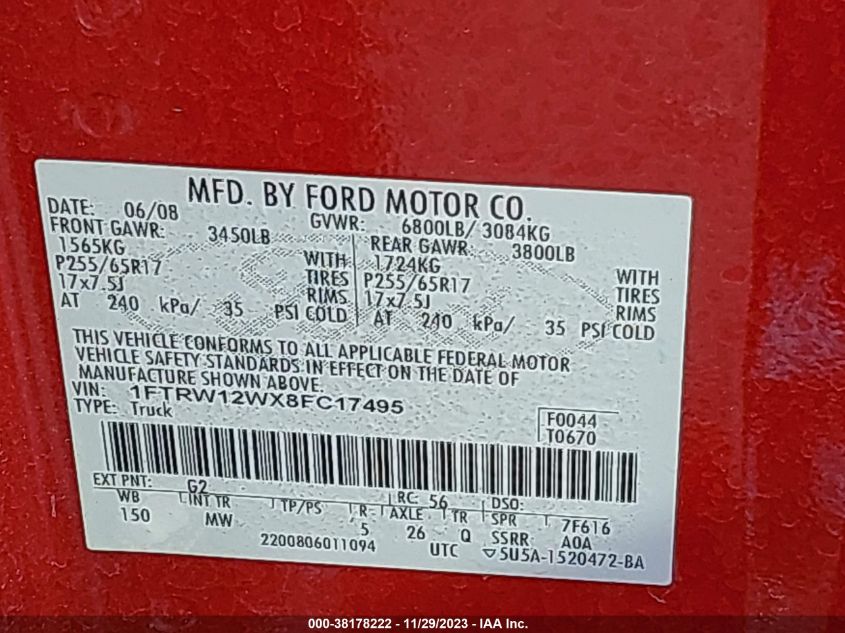 MFD. BY FORD MOTOR CO.
DATE: 06/08 GVWR: 6800LB/ 3084KG
FRONT GAWR: 3450LB REAR GAWR: 3800LB
1565KG WITH 1724KG WITH
P255/65R17 TIRES P255/65R17 TIRES
17x7.5J RIMS 17x7.5J RIMS
AT 240 kPa/ 35 PSI COLD AT 240 kPa/ 35 PSI COLD
THIS VEHICLE CONFORMS TO ALL APPLICABLE FEDERAL MOTOR
VEHICLE SAFETY STANDARDS IN EFFECT ON THE DATE OF
MANUFACTURE SHOWN ABOVE.
VIN: 1FTRW12WX8FC17495 F0044
TYPE: Truck T0670
EXT PNT: G2 RC: 56 DSO:
WB INT TR TP/PS R AXLE TR SPR 7F616
150 MW 5 26 Q SSRR AOA
2200806011094 UTC ▽5U5A-1520472-BA
000-38178222 - 11/29/2023 - IAA Inc.